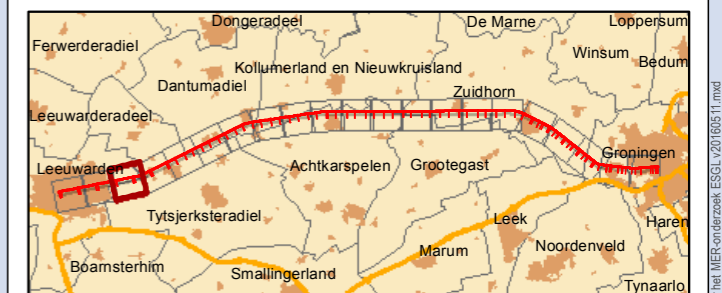 Dongeradeel
De Marne
Loppersum
Ferwerderadiel
Winsum
Bedum
Kollumerland en Nieuwkruisland
Dantumadiel
Zuidhorn
Leeuwarderadeel
Groningen
Leeuwarden
Achtkarspelen
Grootegast
Tytsjerksteradiel
Leek
Haren
Noordenveld
Marum
Boarnsterhim
Smallingerland
Tynaarlo
het MER-onderzoek ESGL.v20160511.mxd